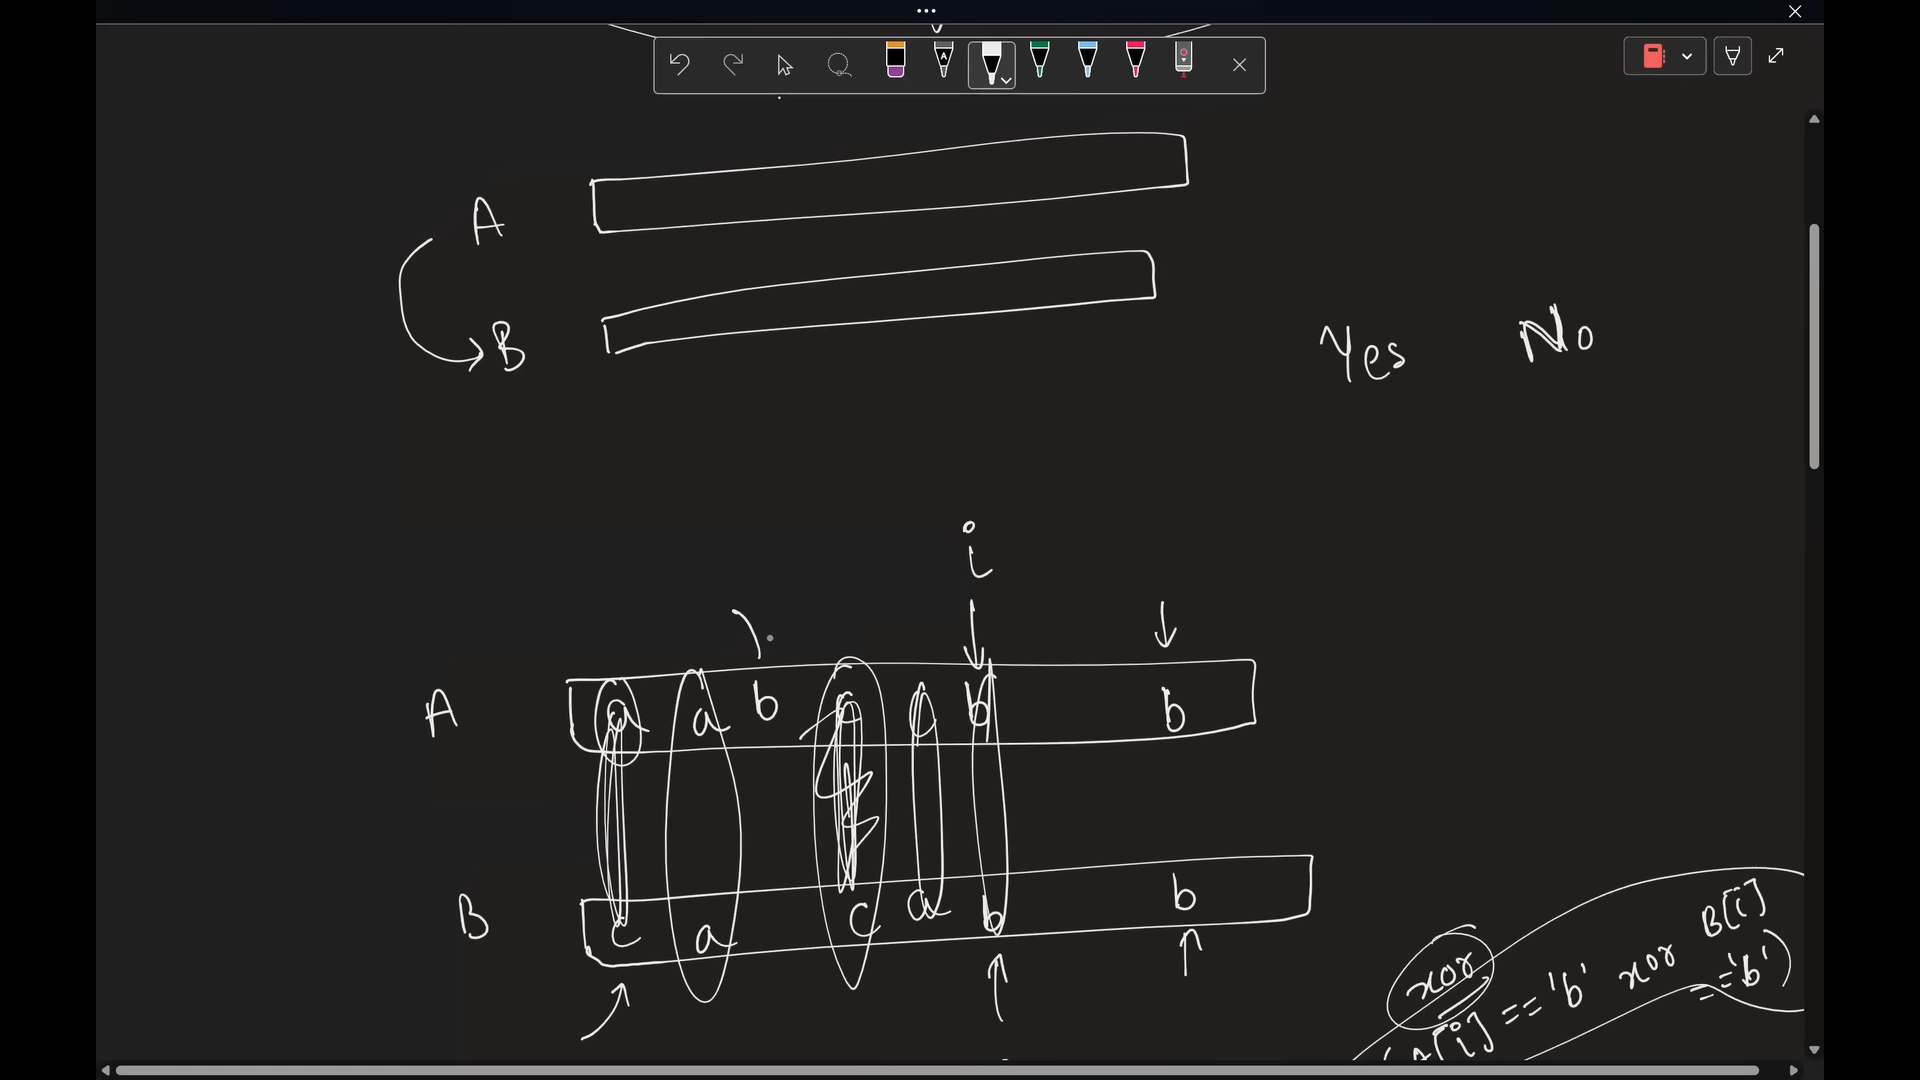 A
B
Yes No
i
A a a b b b
B c a c a b b
xor
A[i] == 'b' xor B[i]
== 'b')